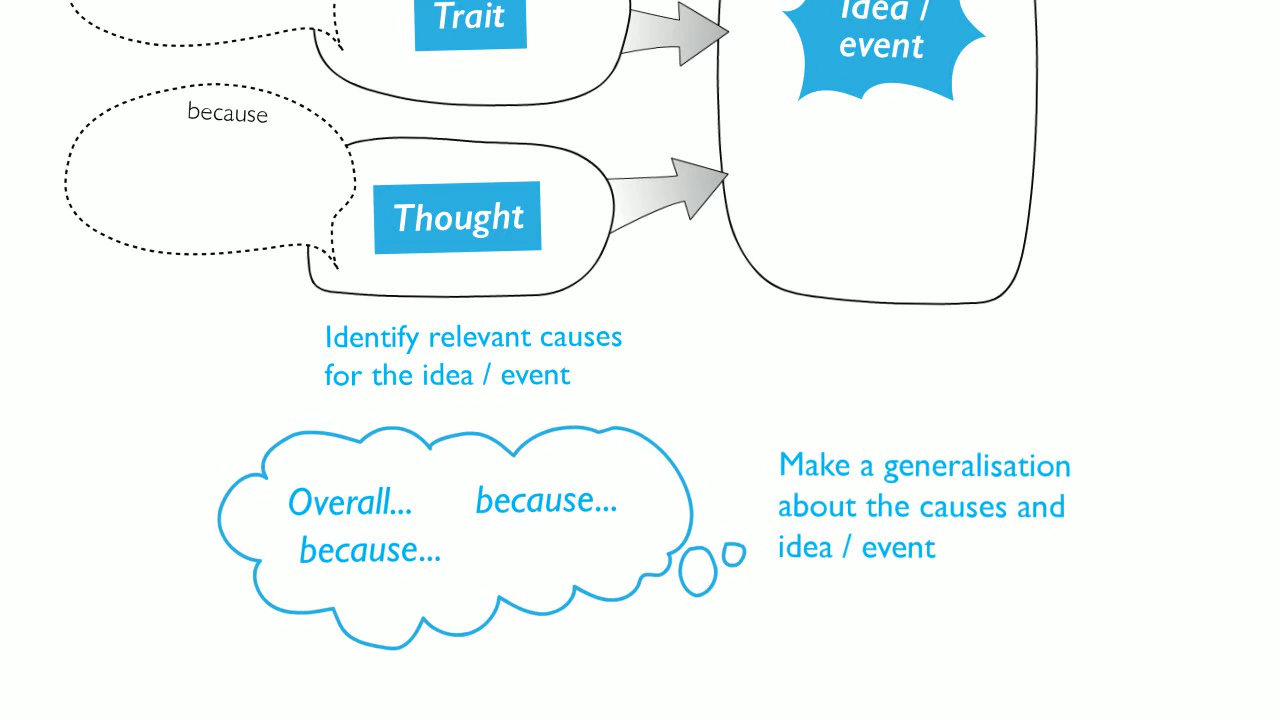 Trait
Idea /
event
because
Thought
Identify relevant causes
for the idea / event
Overall... because...
because...
Make a generalisation
about the causes and
idea / event